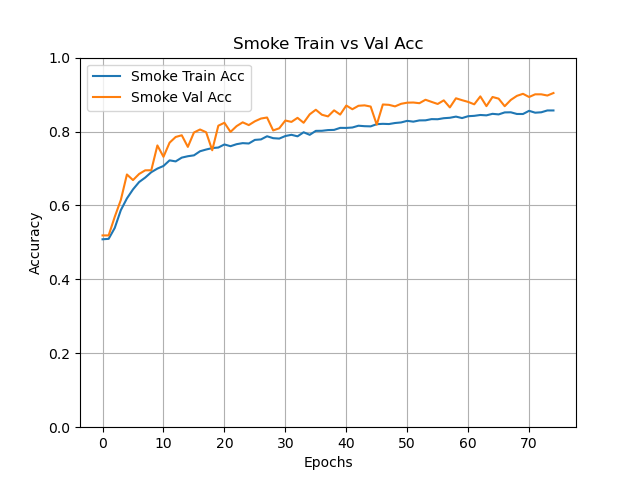 Smoke Train vs Val Acc
Smoke Train Acc
Smoke Val Acc
Accuracy
1.0
0.8
0.6
0.4
0.2
0.0
0 10 20 30 40 50 60 70
Epochs